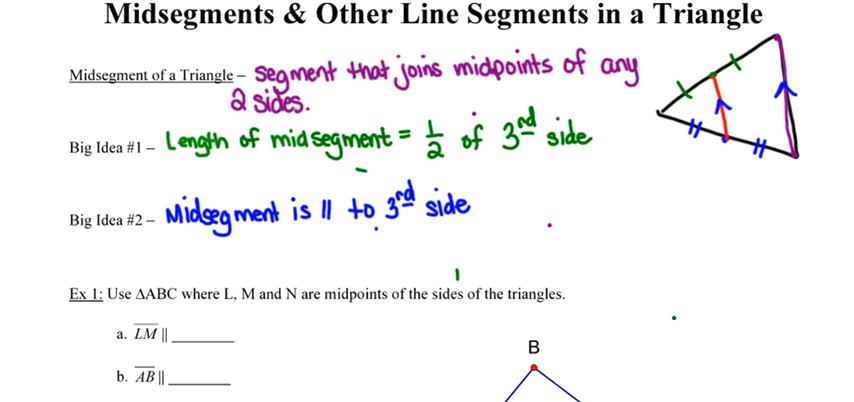 Midsegments & Other Line Segments in a Triangle
Midsegment of a Triangle – Segment that joins midpoints of any
2 sides.
Big Idea #1 – Length of midsegment = 1/2 of 3rd side
Big Idea #2 – Midsegment is || to 3rd side
Ex 1: Use ΔABC where L, M and N are midpoints of the sides of the triangles.
a. LM || ________
b. AB || ________
B